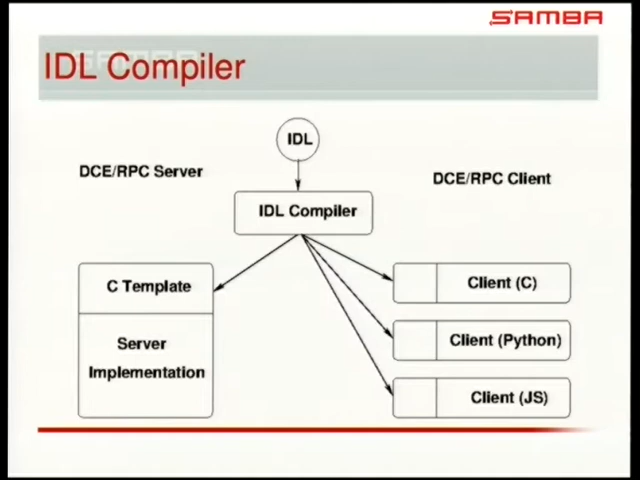 SAMBA
IDL Compiler
IDL
DCE/RPC Server
DCE/RPC Client
IDL Compiler
C Template
Server
Implementation
Client (C)
Client (Python)
Client (JS)